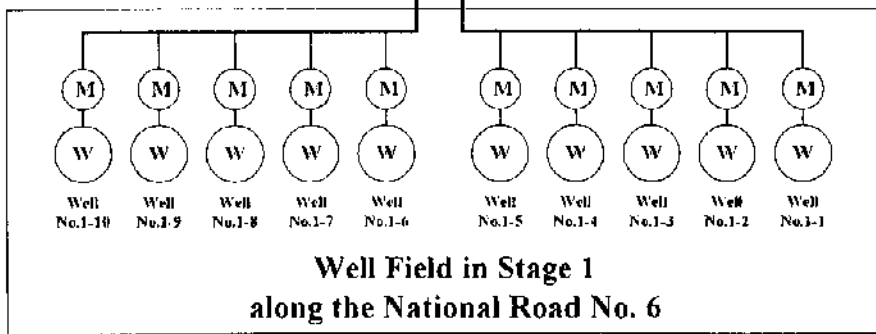 M M M M M M M M M M
W W W W W W W W W W
Well Well Well Well Well Well Well Well Well Well
No.1-10 No.1-9 No.1-8 No.1-7 No.1-6 No.1-5 No.1-4 No.1-3 No.1-2 No.1-1
Well Field in Stage 1
along the National Road No. 6